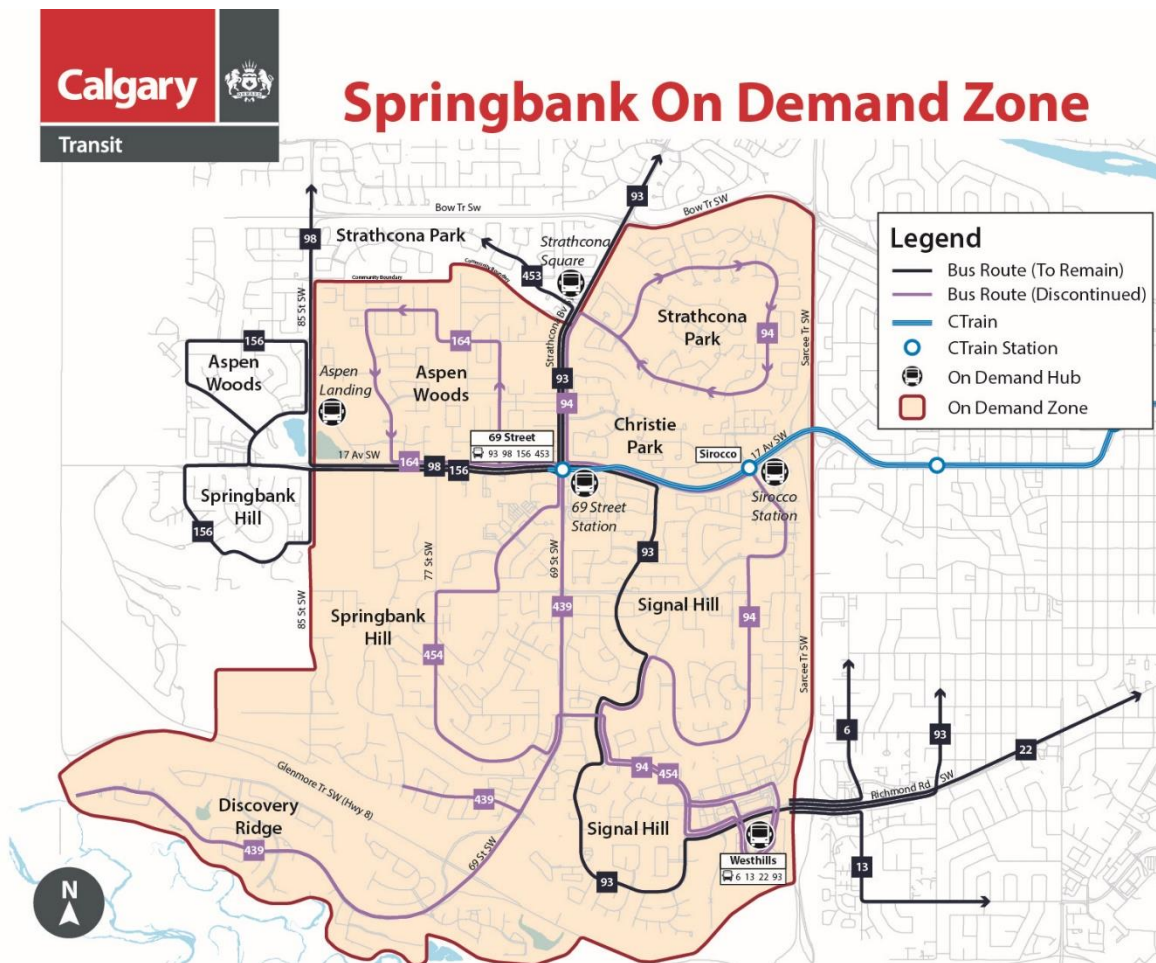 Calgary
Transit
Springbank On Demand Zone
Legend
Bus Route (To Remain)
Bus Route (Discontinued)
CTrain
CTrain Station
On Demand Hub
On Demand Zone
Bow Tr Sw
93
Bow Tr SW
98
Strathcona Park
Strathcona
Square
453
Community Boundary
85 St SW
Strathcona
Park
94
Sarcee Tr SW
156
Aspen
Woods
Aspen
Landing
164
Aspen
Woods
93
94
Christie
Park
69 Street
93 98 156 453
17 Av SW
164
98
156
Sirocco
17 Av SW
69 Street
Station
Sirocco
Station
Springbank
Hill
156
85 St SW
77 St SW
69 St SW
93
439
Springbank
Hill
454
Signal Hill
94
Sarcee Tr SW
6
93
22
Richmond Rd SW
13
94
454
Glenmore Tr SW (Hwy 8)
439
Discovery
Ridge
439
69 St SW
Signal Hill
93
Westhills
6 13 22 93
N